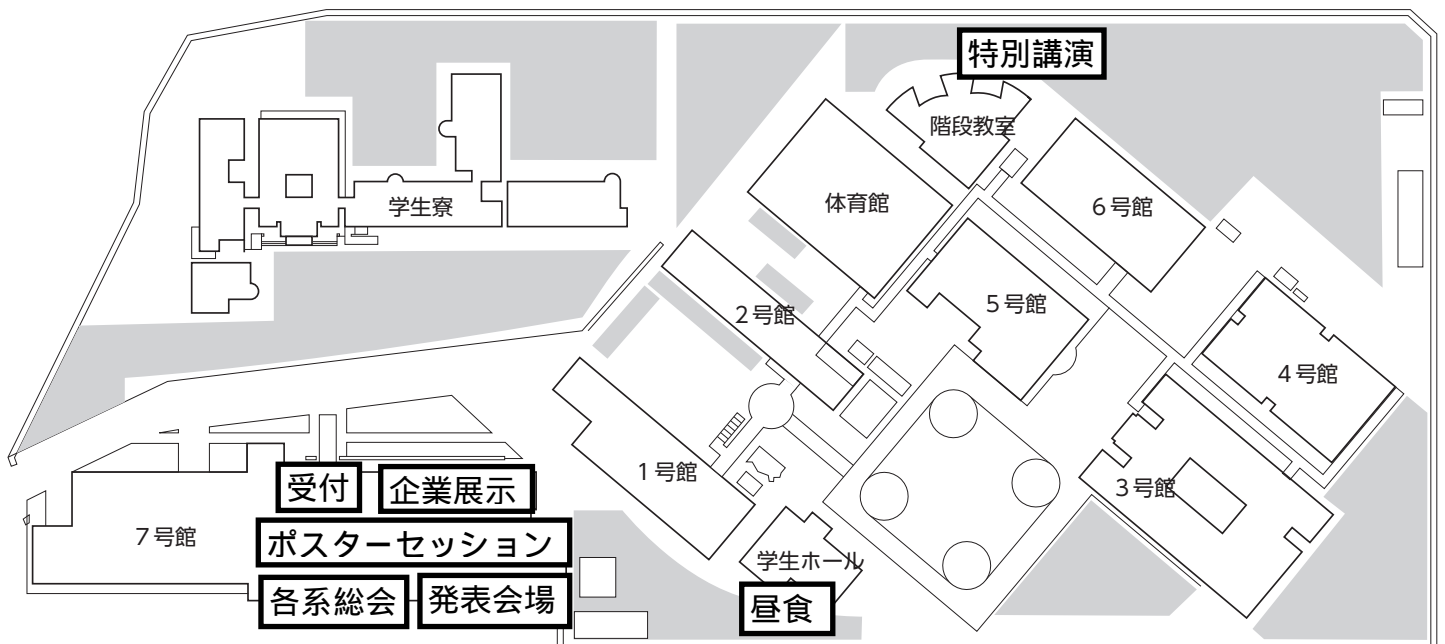 特別講演
階段教室
体育館
6号館
学生寮
2号館
5号館
4号館
1号館
3号館
受付
企業展示
7号館
ポスターセッション
学生ホール
各系総会
発表会場
昼食